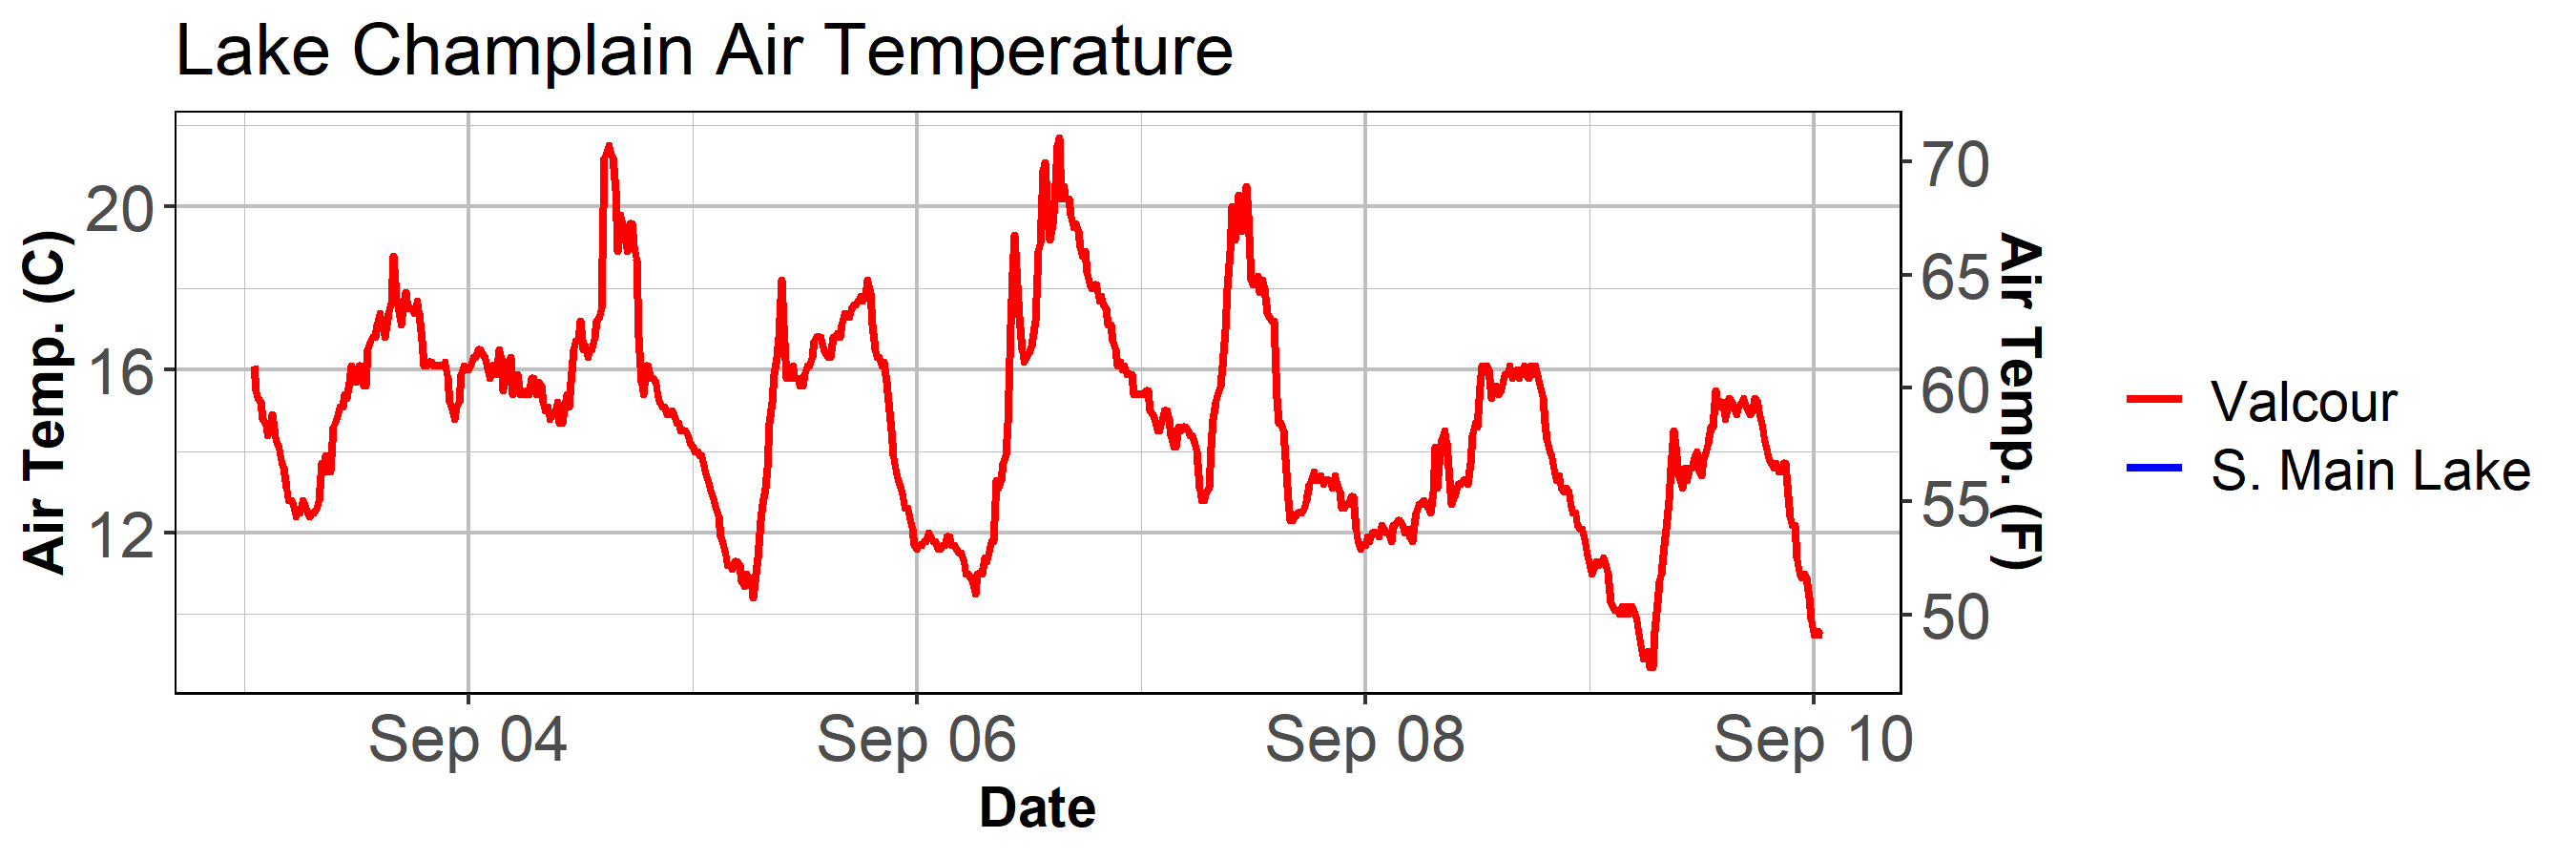 Lake Champlain Air Temperature
Air Temp. (C)
20
16
12
70
65
60
55
50
Air Temp. (F)
Sep 04 Sep 06 Sep 08 Sep 10
Date
Valcour
S. Main Lake